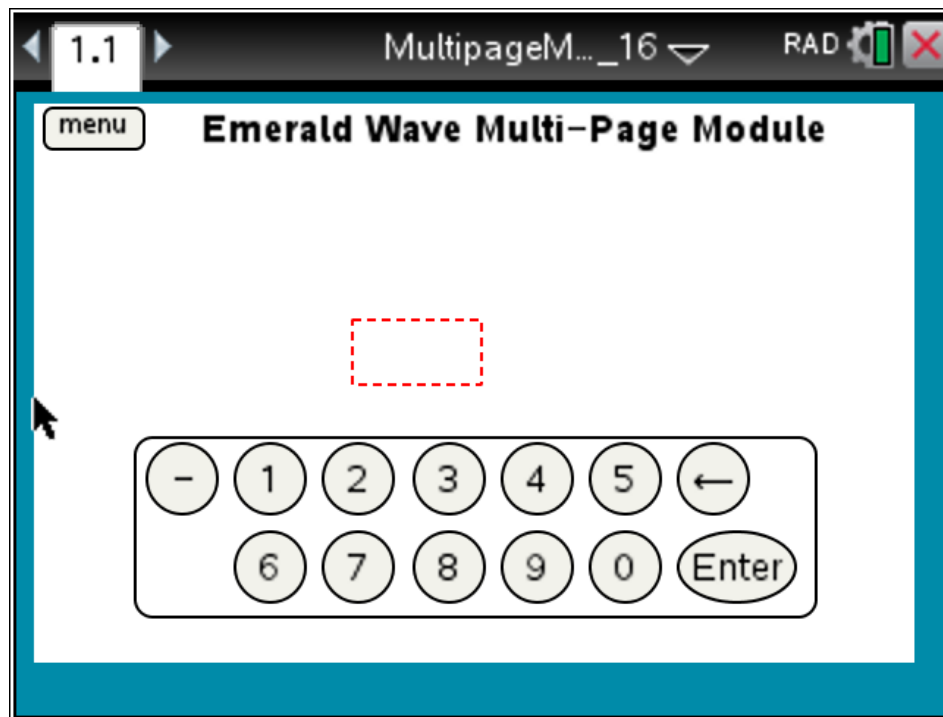 1.1 MultipageM..._16 RAD
menu Emerald Wave Multi-Page Module
- 1 2 3 4 5 ←
6 7 8 9 0 Enter